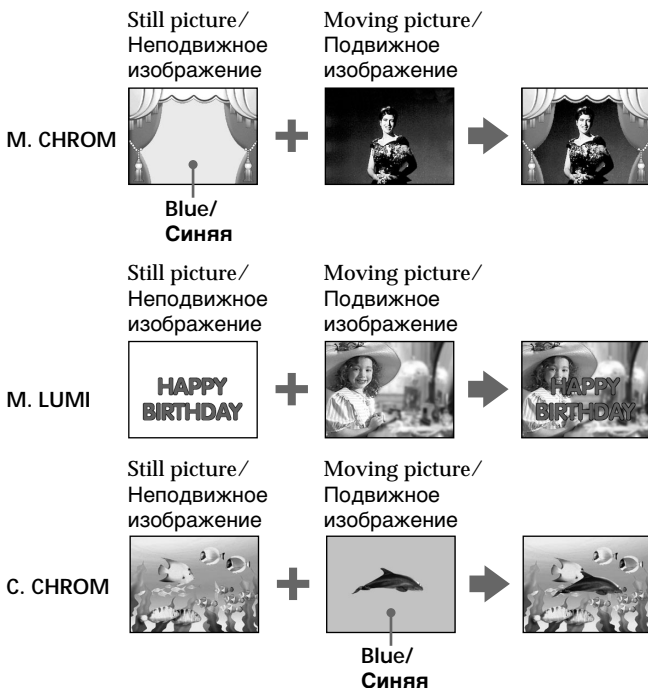 Still picture/
Неподвижное
изображение
Moving picture/
Подвижное
изображение
M. CHROM
Blue/
Синяя
Still picture/
Неподвижное
изображение
Moving picture/
Подвижное
изображение
M. LUMI
HAPPY
BIRTHDAY
HAPPY
BIRTHDAY
Still picture/
Неподвижное
изображение
Moving picture/
Подвижное
изображение
C. CHROM
Blue/
Синяя